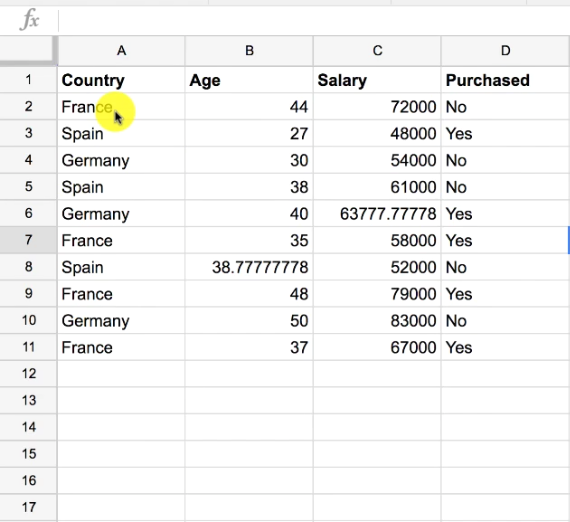 fx
A B C D
1 Country Age Salary Purchased
2 France 44 72000 No
3 Spain 27 48000 Yes
4 Germany 30 54000 No
5 Spain 38 61000 No
6 Germany 40 63777.77778 Yes
7 France 35 58000 Yes
8 Spain 38.77777778 52000 No
9 France 48 79000 Yes
10 Germany 50 83000 No
11 France 37 67000 Yes
12
13
14
15
16
17